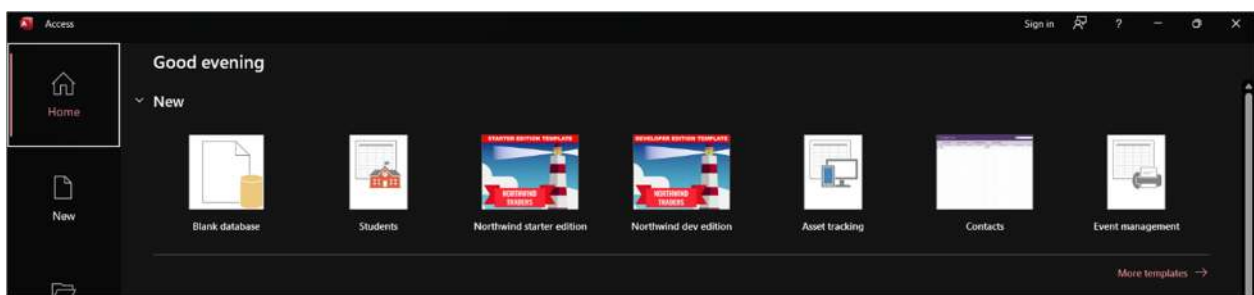 Access
Sign in
?
Good evening
Home
New
STARTER EDITION TEMPLATE
DEVELOPER EDITION TEMPLATE
NORTHWIND
TRADERS
NORTHWIND
TRADERS
New
Blank database
Students
Northwind starter edition
Northwind dev edition
Asset tracking
Contacts
Event management
More templates →